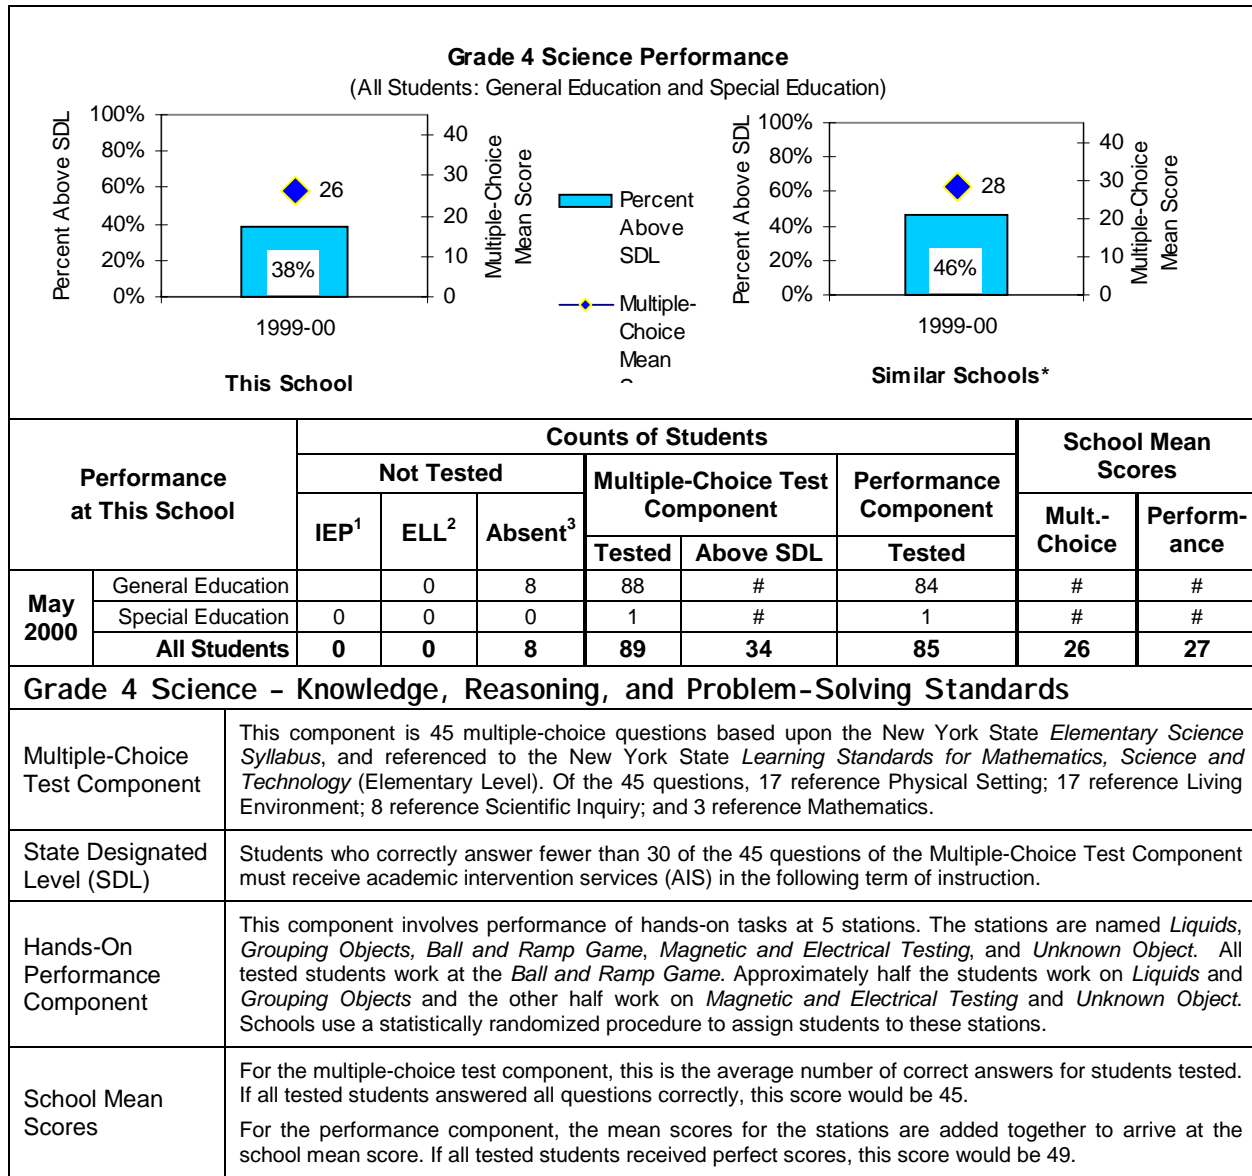 Grade 4 Science Performance
(All Students: General Education and Special Education)
Percent Above SDL
100%
80%
60%
40%
20%
0%
26
38%
40
30
20
10
0
Multiple-Choice
Mean Score
1999-00
This School
Percent
Above
SDL
Multiple-
Choice
Mean
Percent Above SDL
100%
80%
60%
40%
20%
0%
28
46%
40
30
20
10
0
Multiple-Choice
Mean Score
1999-00
Similar Schools*
Performance
at This School
Counts of Students
School Mean
Scores
Not Tested
Multiple-Choice Test
Component
Performance
Component
IEP1 ELL2 Absent3
Tested Above SDL Tested
Mult.-
Choice
Perform-
ance
May
2000
General Education 0 8 88 # 84 # #
Special Education 0 0 0 1 # 1 # #
All Students 0 0 8 89 34 85 26 27
Grade 4 Science – Knowledge, Reasoning, and Problem-Solving Standards
Multiple-Choice
Test Component
This component is 45 multiple-choice questions based upon the New York State Elementary Science
Syllabus, and referenced to the New York State Learning Standards for Mathematics, Science and
Technology (Elementary Level). Of the 45 questions, 17 reference Physical Setting; 17 reference Living
Environment; 8 reference Scientific Inquiry; and 3 reference Mathematics.
State Designated
Level (SDL)
Students who correctly answer fewer than 30 of the 45 questions of the Multiple-Choice Test Component
must receive academic intervention services (AIS) in the following term of instruction.
Hands-On
Performance
Component
This component involves performance of hands-on tasks at 5 stations. The stations are named Liquids,
Grouping Objects, Ball and Ramp Game, Magnetic and Electrical Testing, and Unknown Object. All
tested students work at the Ball and Ramp Game. Approximately half the students work on Liquids and
Grouping Objects and the other half work on Magnetic and Electrical Testing and Unknown Object.
Schools use a statistically randomized procedure to assign students to these stations.
School Mean
Scores
For the multiple-choice test component, this is the average number of correct answers for students tested.
If all tested students answered all questions correctly, this score would be 45.
For the performance component, the mean scores for the stations are added together to arrive at the
school mean score. If all tested students received perfect scores, this score would be 49.